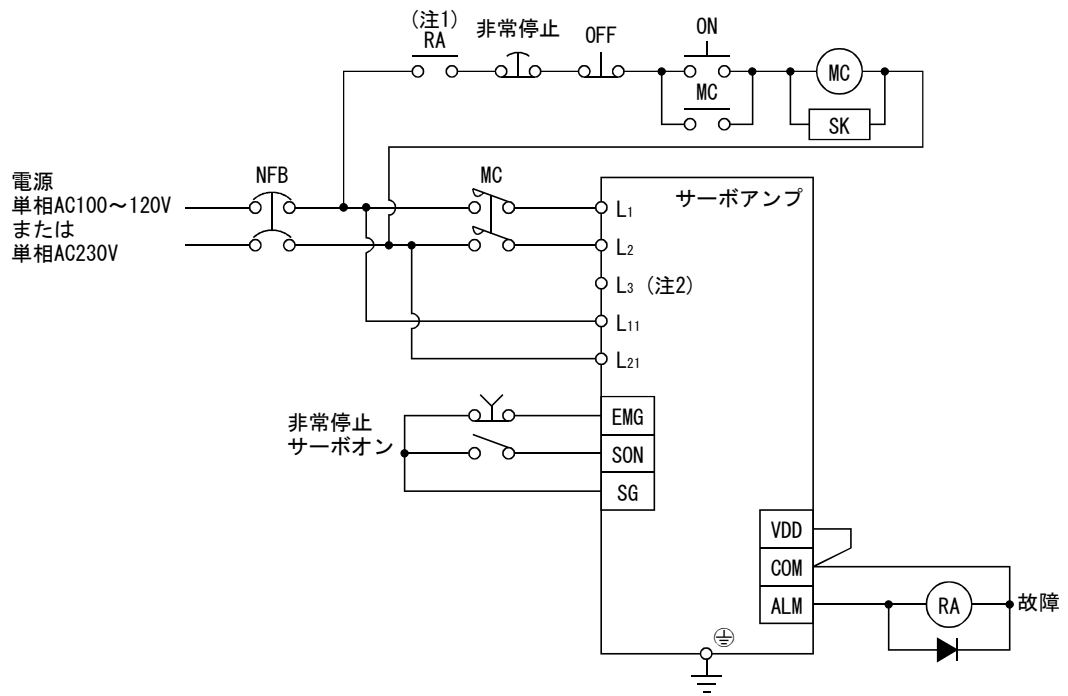 (注1)
RA
非常停止
OFF
ON
MC
MC
SK
電源
単相AC100～120V
または
単相AC230V
NFB
MC
サーボアンプ
L1
L2
L3 (注2)
L11
L21
非常停止
サーボオン
EMG
SON
SG
VDD
COM
ALM
RA
故障